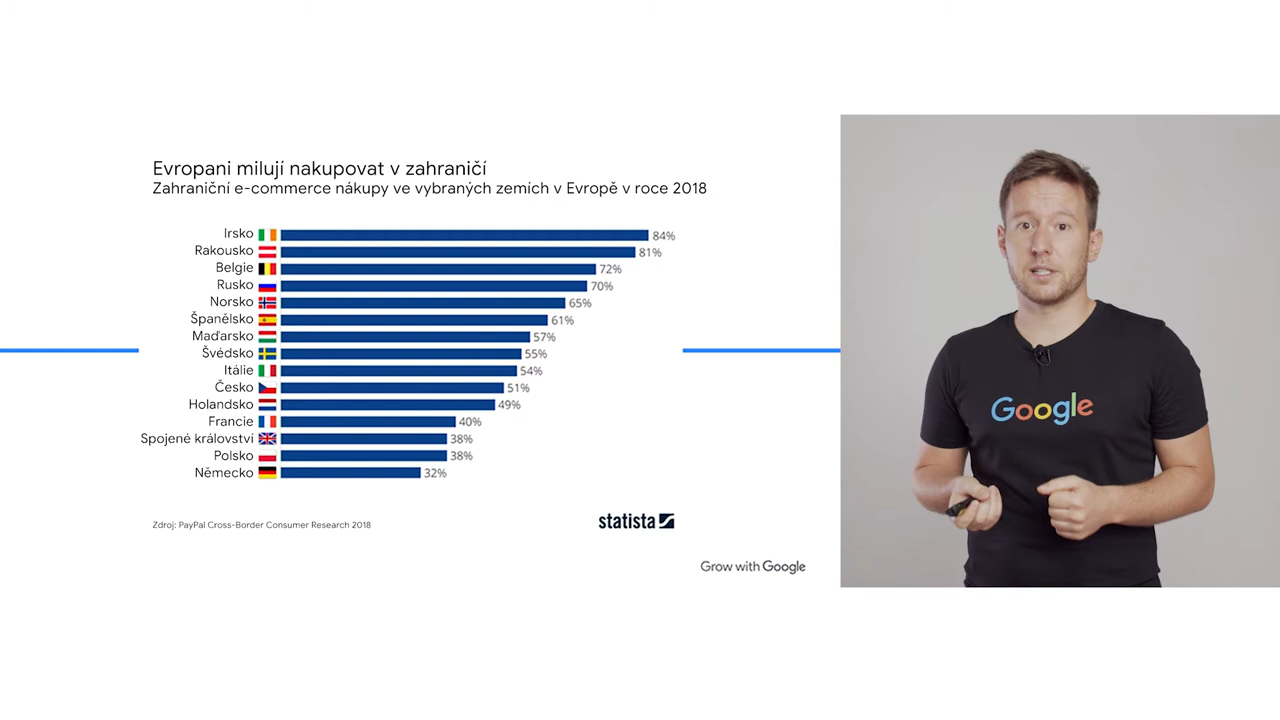 Evropani milují nakupovat v zahraničí
Zahraniční e-commerce nákupy ve vybraných zemích v Evropě v roce 2018
Irsko 84%
Rakousko 81%
Belgie 72%
Rusko 70%
Norsko 65%
Španělsko 61%
Maďarsko 57%
Švédsko 55%
Itálie 54%
Česko 51%
Holandsko 49%
Francie 40%
Spojené království 38%
Polsko 38%
Německo 32%
Zdroj: PayPal Cross-Border Consumer Research 2018
statista
Grow with Google
Google